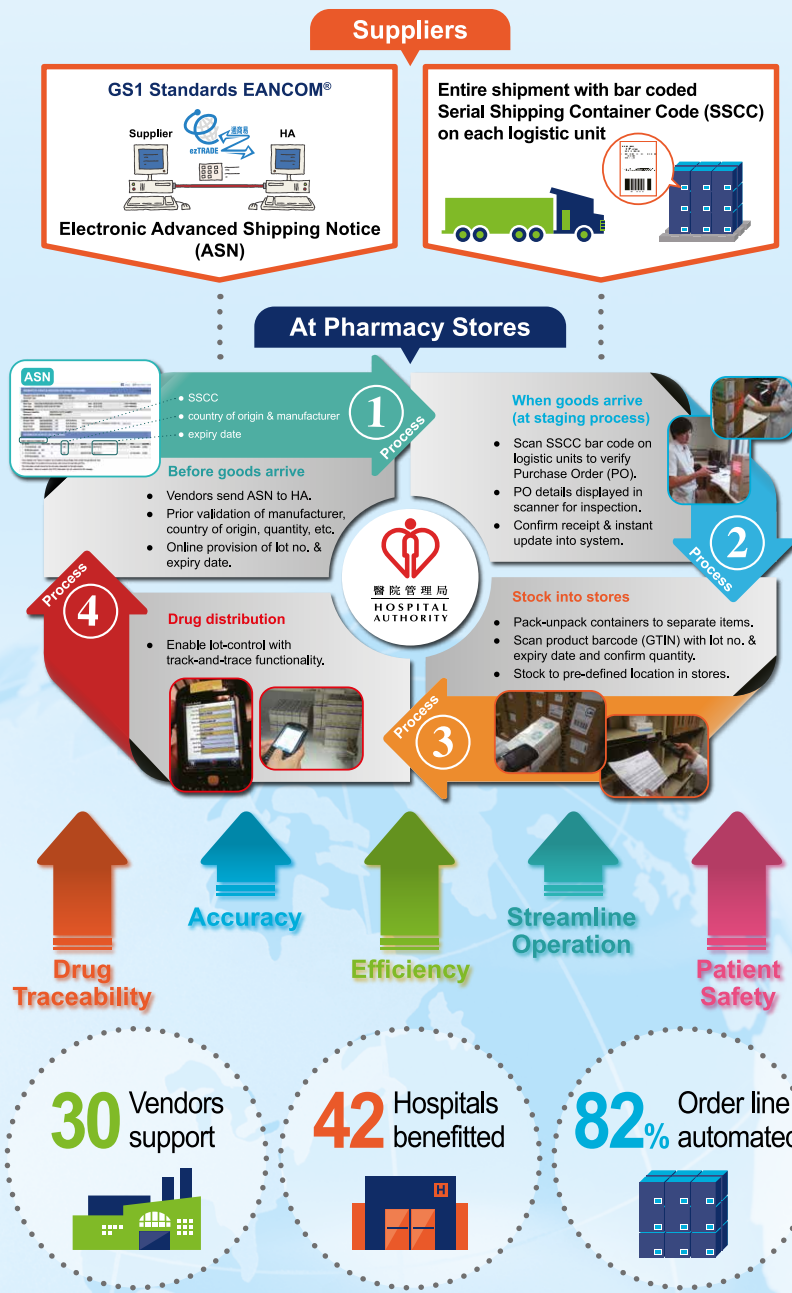 Suppliers
GS1 Standards EANCOM®
Supplier
HA
通商易
ezTRADE
Electronic Advanced Shipping Notice
(ASN)
Entire shipment with bar coded
Serial Shipping Container Code (SSCC)
on each logistic unit
At Pharmacy Stores
ASN
● SSCC
● country of origin & manufacturer
● expiry date
1
Process
Before goods arrive
● Vendors send ASN to HA.
● Prior validation of manufacturer,
country of origin, quantity, etc.
● Online provision of lot no. &
expiry date.
When goods arrive
(at staging process)
● Scan SSCC bar code on
logistic units to verify
Purchase Order (PO).
● PO details displayed in
scanner for inspection.
● Confirm receipt & instant
update into system.
2
Process
醫院管理局
HOSPITAL
AUTHORITY
Stock into stores
● Pack-unpack containers to separate items.
● Scan product barcode (GTIN) with lot no. &
expiry date and confirm quantity.
● Stock to pre-defined location in stores.
Process
3
Process
4
Drug distribution
● Enable lot-control with
track-and-trace functionality.
Drug
Traceability
Accuracy
Efficiency
Streamline
Operation
Patient
Safety
30 Vendors
support
42 Hospitals
benefitted
H
82% Order line
automated